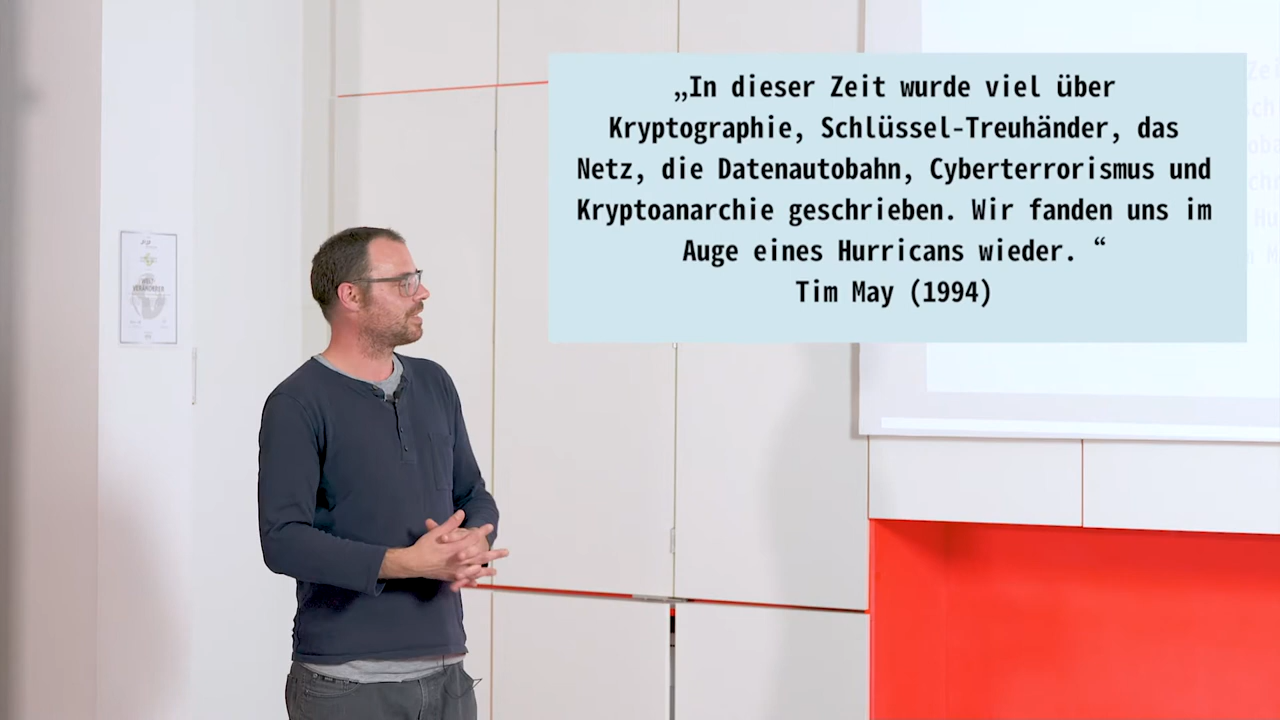 „In dieser Zeit wurde viel über
Kryptographie, Schlüssel-Treuhänder, das
Netz, die Datenautobahn, Cyberterrorismus und
Kryptoanarchie geschrieben. Wir fanden uns im
Auge eines Hurricans wieder. “
Tim May (1994)